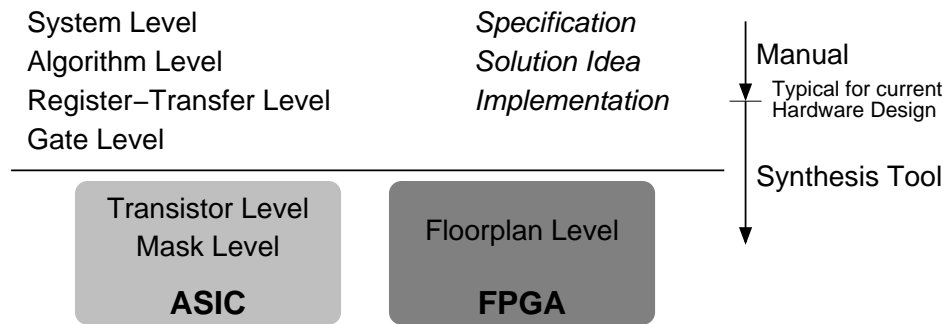 System Level Specification
Algorithm Level Solution Idea
Manual
Register−Transfer Level Implementation
Typical for current
Hardware Design
Gate Level
Synthesis Tool
Transistor Level
Mask Level
ASIC
Floorplan Level
FPGA